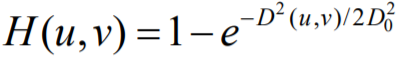 H(u,v) = 1 − e^{−D²(u,v)/2D₀²}